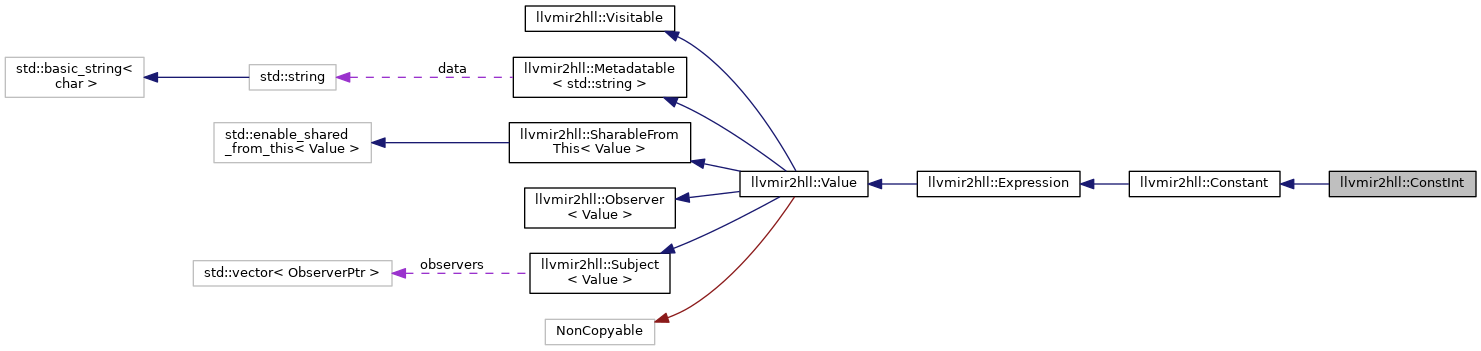 llvmir2hll::Visitable
std::basic_string<
char >
std::string
data
llvmir2hll::Metadatable
< std::string >
std::enable_shared
_from_this< Value >
llvmir2hll::SharableFrom
This< Value >
llvmir2hll::Value
llvmir2hll::Expression
llvmir2hll::Constant
llvmir2hll::ConstInt
llvmir2hll::Observer
< Value >
std::vector< ObserverPtr >
observers
llvmir2hll::Subject
< Value >
NonCopyable